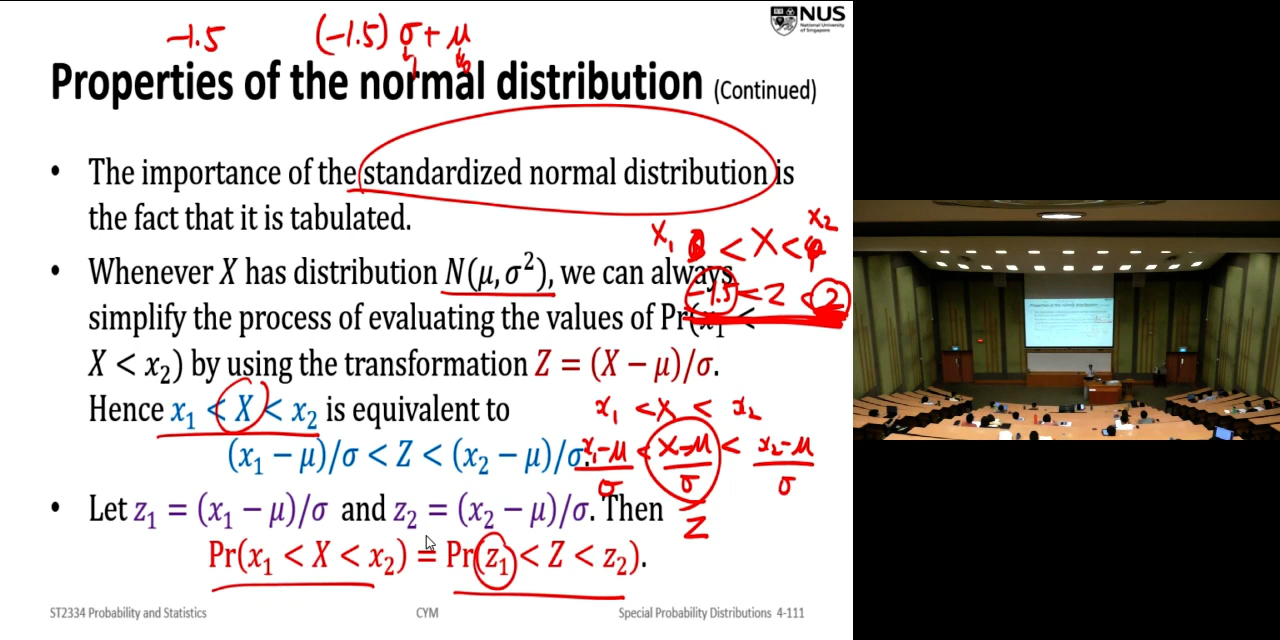 NUS
National University
of Singapore
-1.5 (-1.5) σ + μ
Properties of the normal distribution (Continued)
• The importance of the standardized normal distribution is
the fact that it is tabulated.
x₁ < X < x₂
• Whenever X has distribution N(μ, σ²), we can always
-1.5 < Z < 2
simplify the process of evaluating the values of Pr(x₁ <
X < x₂) by using the transformation Z = (X − μ)/σ.
Hence x₁ < X < x₂ is equivalent to
x₁ < X < x₂
(x₁ − μ)/σ < Z < (x₂ − μ)/σ.
x₁-μ/σ < X-μ/σ < x₂-μ/σ
• Let z₁ = (x₁ − μ)/σ and z₂ = (x₂ − μ)/σ. Then
Z
Pr(x₁ < X < x₂) = Pr(z₁ < Z < z₂).
ST2334 Probability and Statistics CYM Special Probability Distributions 4-111